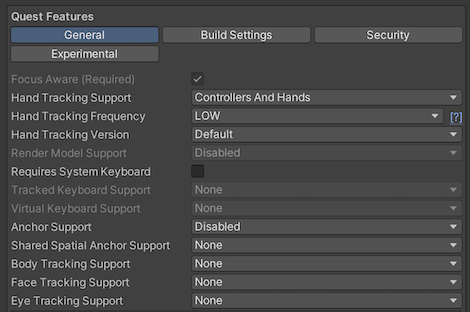 Quest Features
General Build Settings Security
Experimental
Focus Aware (Required)
Hand Tracking Support Controllers And Hands
Hand Tracking Frequency LOW [?]
Hand Tracking Version Default
Render Model Support Disabled
Requires System Keyboard
Tracked Keyboard Support None
Virtual Keyboard Support None
Anchor Support Disabled
Shared Spatial Anchor Support None
Body Tracking Support None
Face Tracking Support None
Eye Tracking Support None